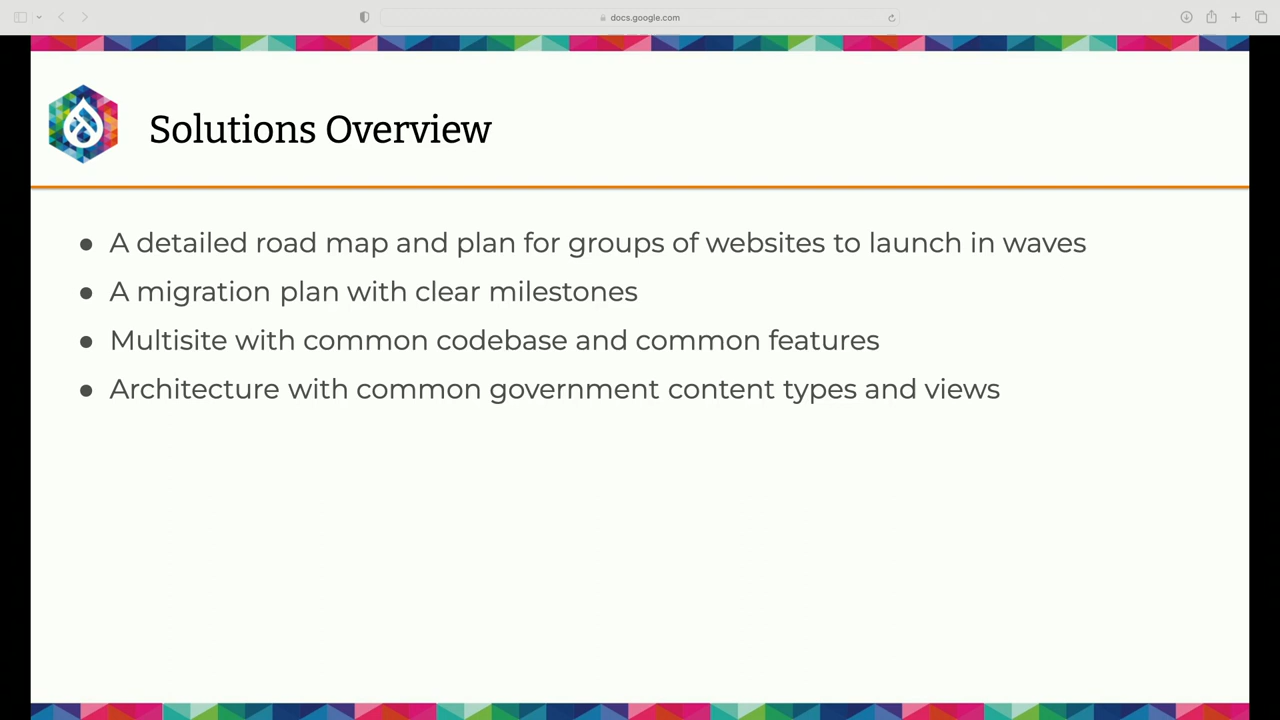 docs.google.com
Solutions Overview
● A detailed road map and plan for groups of websites to launch in waves
● A migration plan with clear milestones
● Multisite with common codebase and common features
● Architecture with common government content types and views